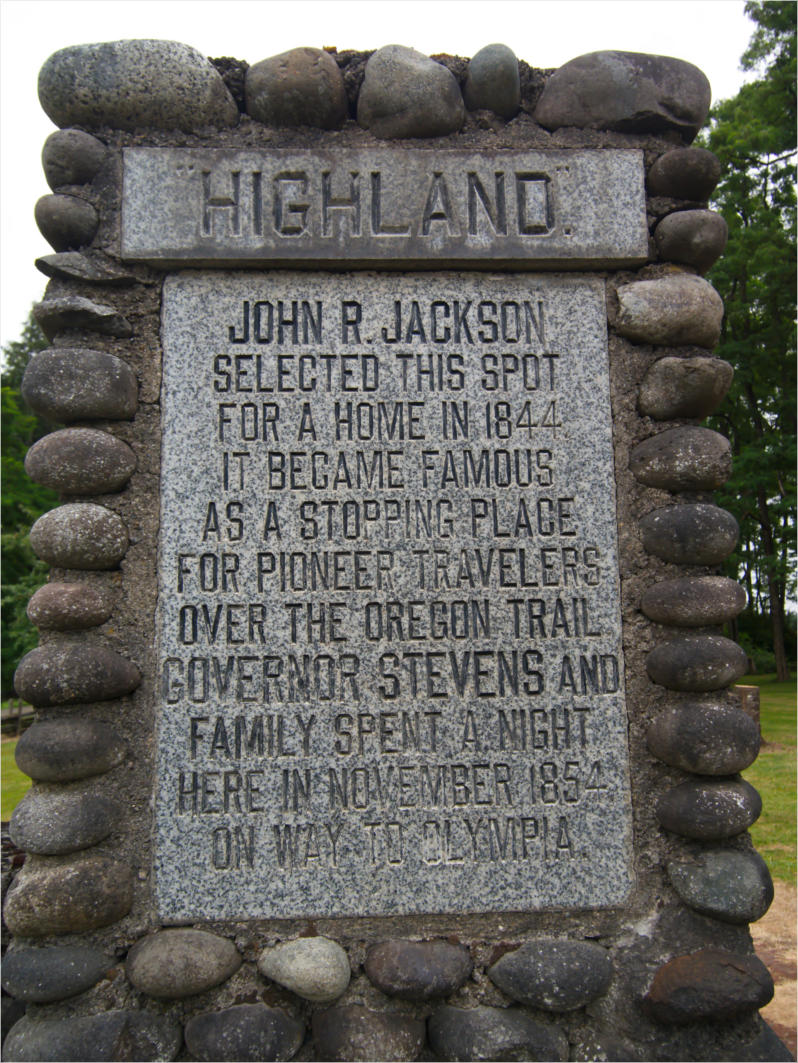 "HIGHLAND".
JOHN R. JACKSON
SELECTED THIS SPOT
FOR A HOME IN 1844
IT BECAME FAMOUS
AS A STOPPING PLACE
FOR PIONEER TRAVELERS
OVER THE OREGON TRAIL
GOVERNOR STEVENS AND
FAMILY SPENT A NIGHT
HERE IN NOVEMBER 1854
ON WAY TO OLYMPIA.